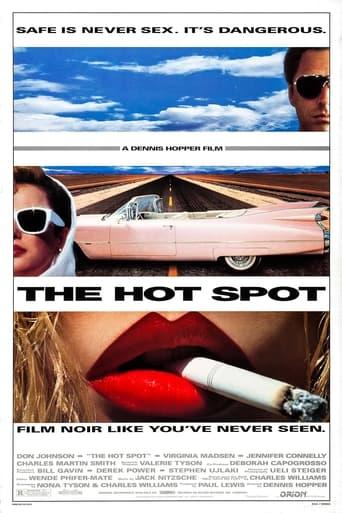 SAFE IS NEVER SEX. IT'S DANGEROUS.
A DENNIS HOPPER FILM
THE HOT SPOT
FILM NOIR LIKE YOU'VE NEVER SEEN.
DON JOHNSON "THE HOT SPOT" VIRGINIA MADSEN JENNIFER CONNELLY
CHARLES MARTIN SMITH VALERIE TYSON DEBORAH CAPOGROSSO
BILL GAVIN DEREK POWER STEPHEN UJLAKI UELI STEIGER
WENDE PHIFER-MATE JACK NITZSCHE CHARLES WILLIAMS
NONA TYSON & CHARLES WILLIAMS PAUL LEWIS DENNIS HOPPER
R
ORION